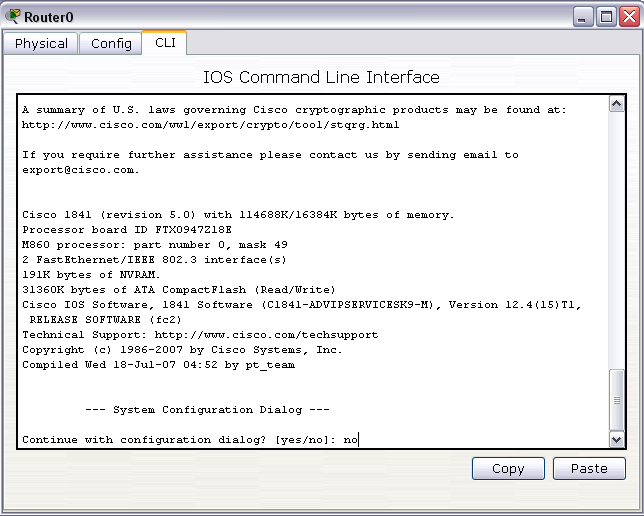 Router0
Physical Config CLI
IOS Command Line Interface
A summary of U.S. laws governing Cisco cryptographic products may be found at:
http://www.cisco.com/wwl/export/crypto/tool/stqrg.html
If you require further assistance please contact us by sending email to
export@cisco.com.
Cisco 1841 (revision 5.0) with 114688K/16384K bytes of memory.
Processor board ID FTX0947Z18E
M860 processor: part number 0, mask 49
2 FastEthernet/IEEE 802.3 interface(s)
191K bytes of NVRAM.
31360K bytes of ATA CompactFlash (Read/Write)
Cisco IOS Software, 1841 Software (C1841-ADVIPSERVICESK9-M), Version 12.4(15)T1,
RELEASE SOFTWARE (fc2)
Technical Support: http://www.cisco.com/techsupport
Copyright (c) 1986-2007 by Cisco Systems, Inc.
Compiled Wed 18-Jul-07 04:52 by pt_team
--- System Configuration Dialog ---
Continue with configuration dialog? [yes/no]: no
Copy Paste